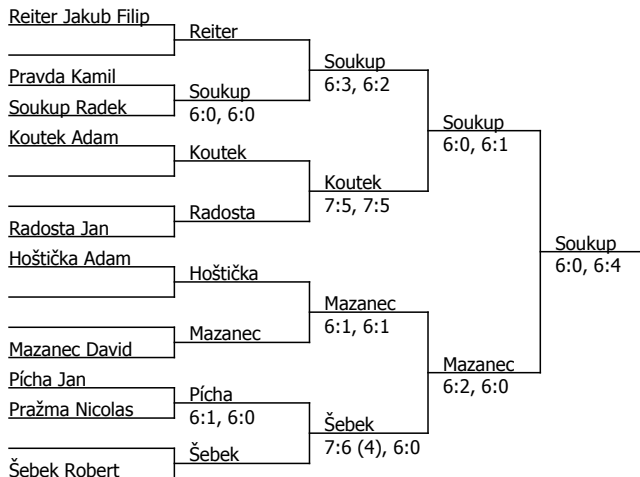 Reiter Jakub Filip
Reiter
Soukup
6:3, 6:2
Pravda Kamil
Soukup
6:0, 6:0
Soukup Radek
Soukup
6:0, 6:1
Koutek Adam
Koutek
Koutek
7:5, 7:5
Radosta
Radosta Jan
Soukup
6:0, 6:4
Hoštička Adam
Hoštička
Mazanec
6:1, 6:1
Mazanec
Mazanec David
Mazanec
6:2, 6:0
Pícha Jan
Pícha
6:1, 6:0
Pražma Nicolas
Šebek
7:6 (4), 6:0
Šebek
Šebek Robert